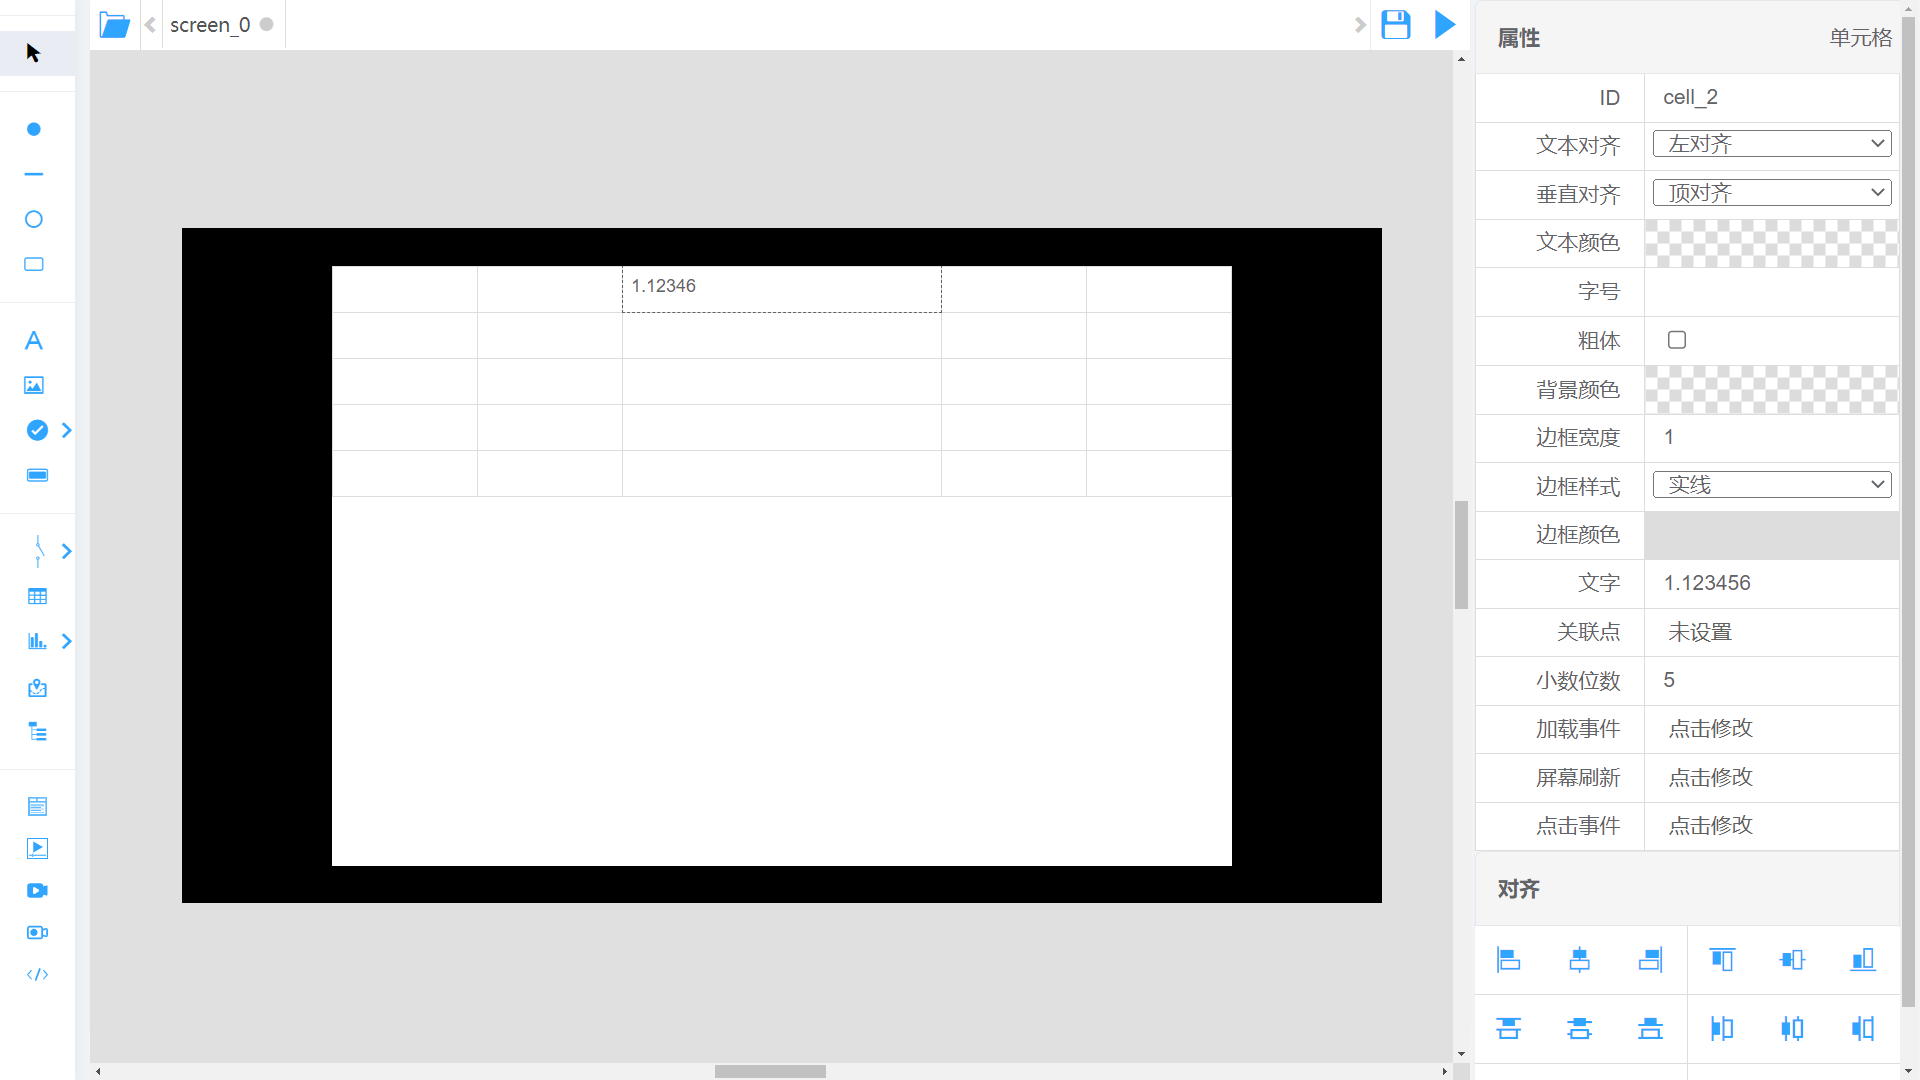 screen_0
1.12346
属性
单元格
ID
cell_2
文本对齐
左对齐
垂直对齐
顶对齐
文本颜色
字号
粗体
背景颜色
边框宽度
1
边框样式
实线
边框颜色
文字
1.123456
关联点
未设置
小数位数
5
加载事件
点击修改
屏幕刷新
点击修改
点击事件
点击修改
对齐